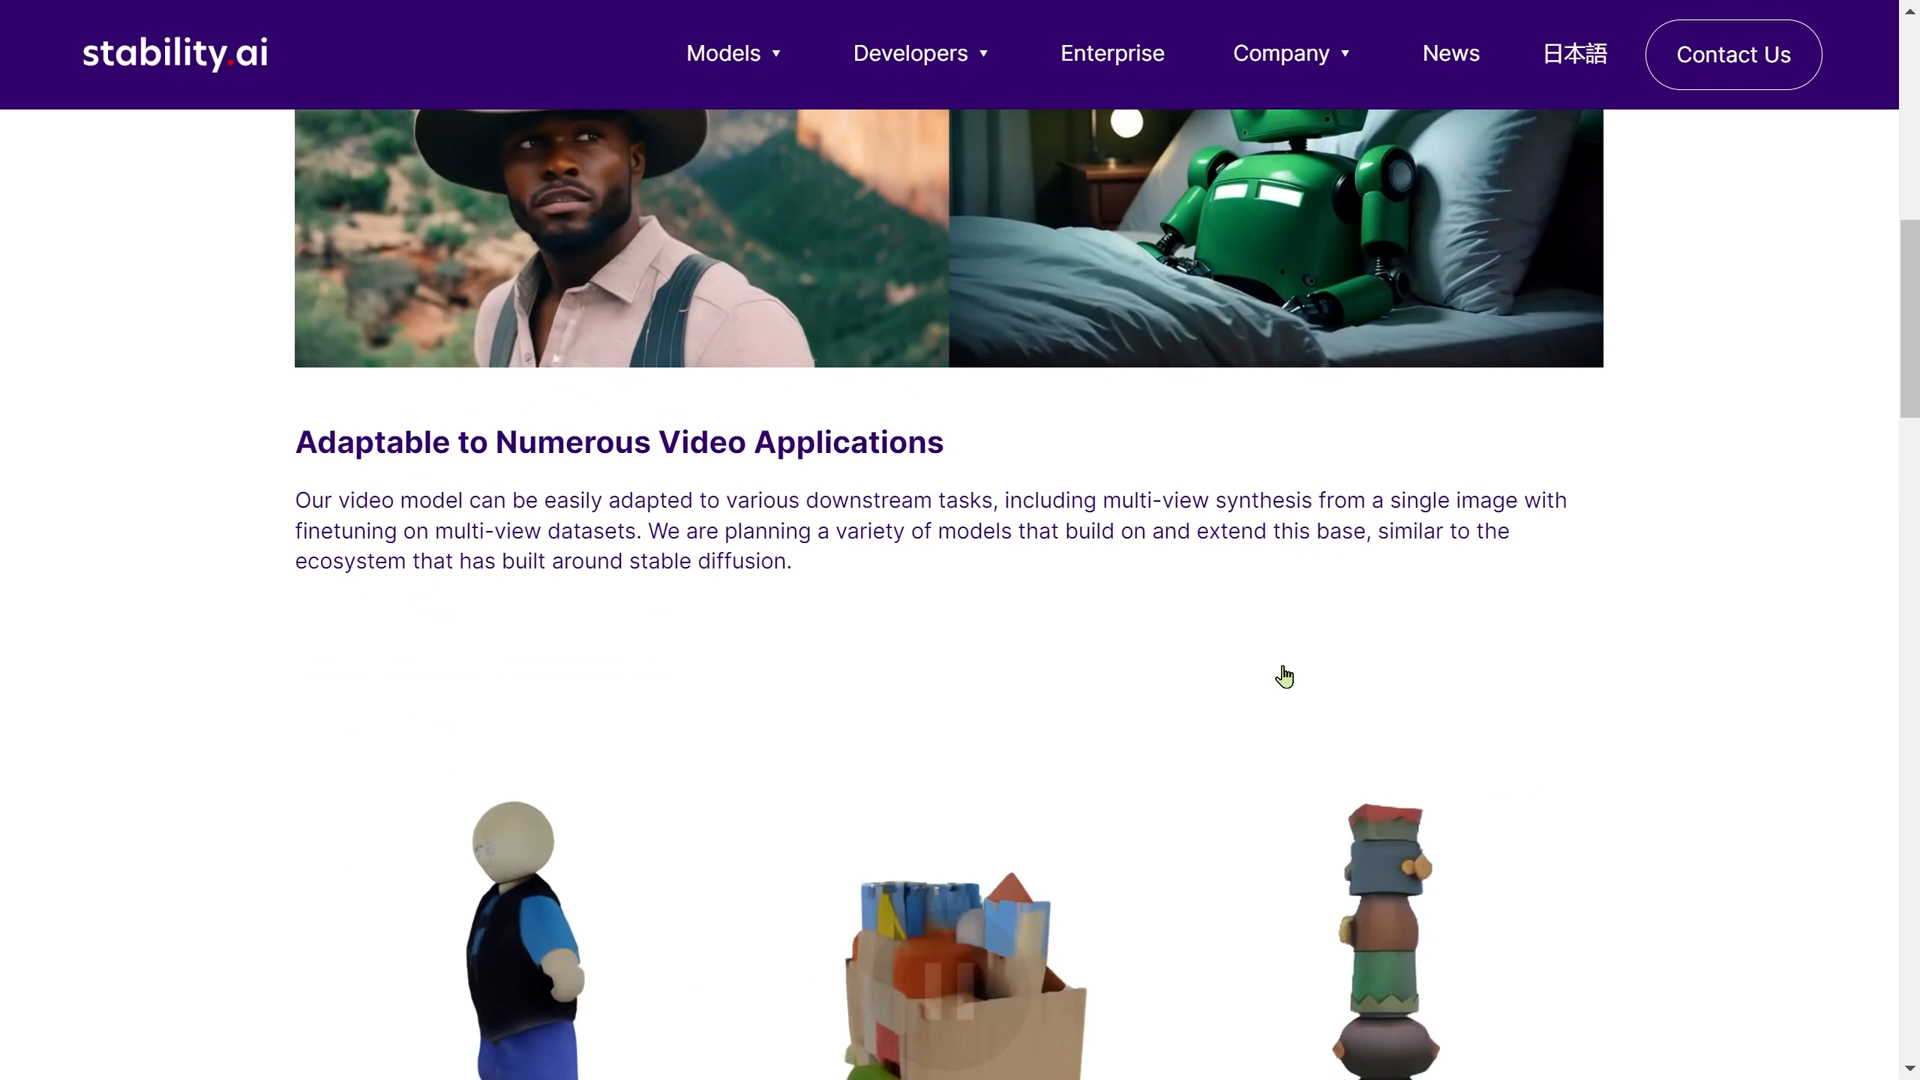 stability.ai
Models
Developers
Enterprise
Company
News
日本語
Contact Us
Adaptable to Numerous Video Applications
Our video model can be easily adapted to various downstream tasks, including multi-view synthesis from a single image with
finetuning on multi-view datasets. We are planning a variety of models that build on and extend this base, similar to the
ecosystem that has built around stable diffusion.